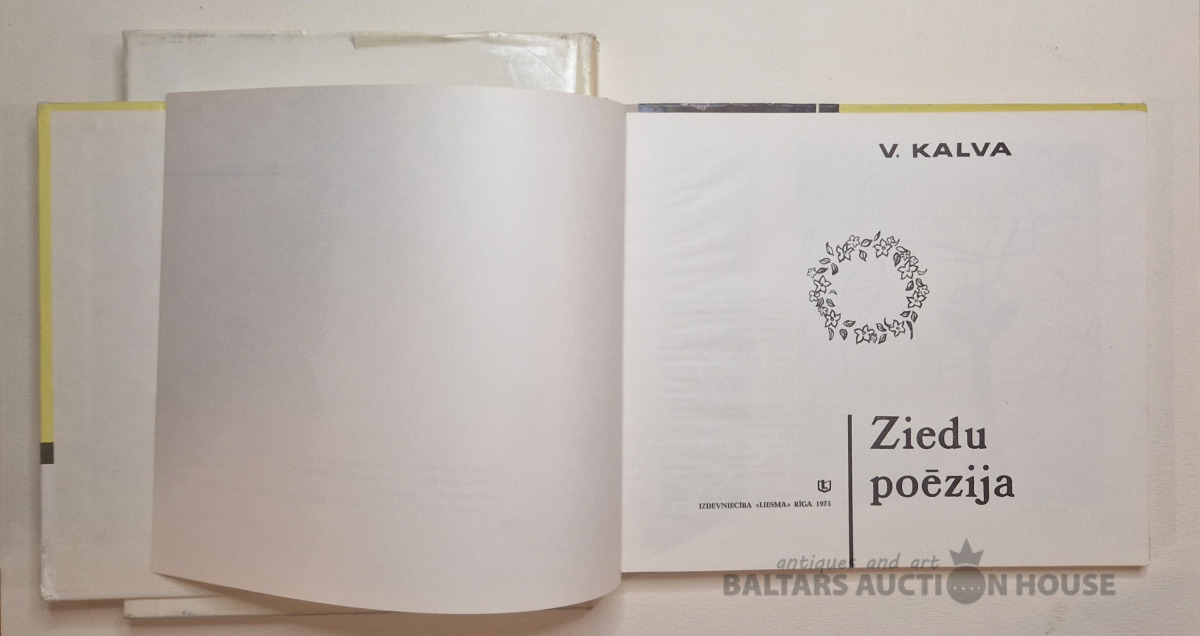 V. KALVA
Ziedu
poēzija
IZDEVNIECĪBA «LIESMA» RĪGA 1975
antiques and art
BALTARS AUCTION HOUSE